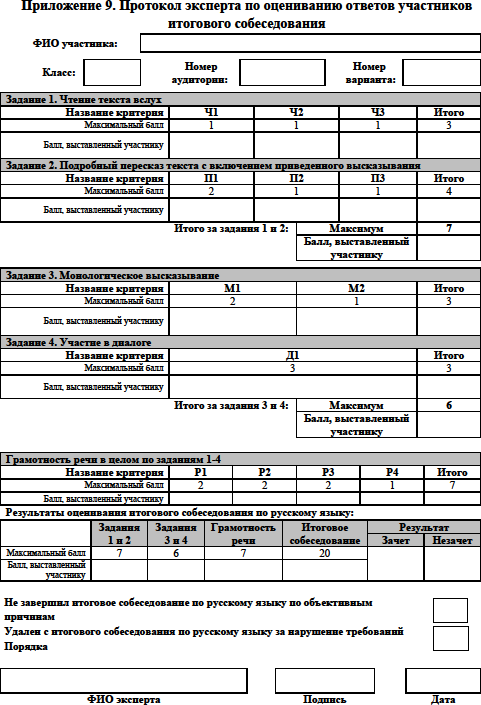 Приложение 9. Протокол эксперта по оцениванию ответов участников
итогового собеседования
ФИО участника:
Класс: Номер аудитории: Номер варианта:
Задание 1. Чтение текста вслух
Название критерия Ч1 Ч2 Ч3 Итого
Максимальный балл 1 1 1 3
Балл, выставленный участнику
Задание 2. Подробный пересказ текста с включением приведенного высказывания
Название критерия П1 П2 П3 Итого
Максимальный балл 2 1 1 4
Балл, выставленный участнику
Итого за задания 1 и 2: Максимум 7
Балл, выставленный
участнику
Задание 3. Монологическое высказывание
Название критерия М1 М2 Итого
Максимальный балл 2 1 3
Балл, выставленный участнику
Задание 4. Участие в диалоге
Название критерия Д1 Итого
Максимальный балл 3 3
Балл, выставленный участнику
Итого за задания 3 и 4: Максимум 6
Балл, выставленный
участнику
Грамотность речи в целом по заданиям 1-4
Название критерия Р1 Р2 Р3 Р4 Итого
Максимальный балл 2 2 2 1 7
Балл, выставленный участнику
Результаты оценивания итогового собеседования по русскому языку:
Задания 1 и 2 Задания 3 и 4 Грамотность речи Итоговое собеседование Результат
Зачет Незачет
Максимальный балл 7 6 7 20
Балл, выставленный
участнику
Не завершил итоговое собеседование по русскому языку по объективным
причинам
Удален с итогового собеседования по русскому языку за нарушение требований
Порядка
ФИО эксперта Подпись Дата